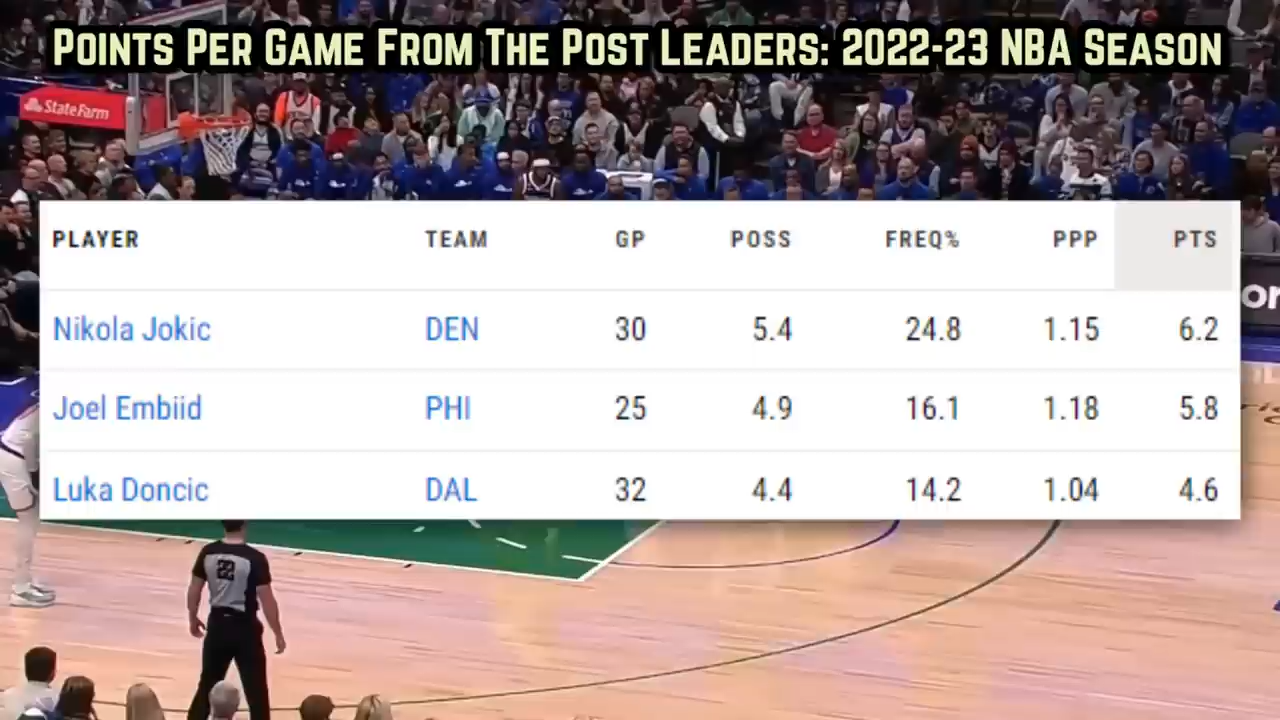 Points Per Game From The Post Leaders: 2022-23 NBA Season
StateFarm
PLAYER TEAM GP POSS FREQ% PPP PTS
Nikola Jokic DEN 30 5.4 24.8 1.15 6.2
Joel Embiid PHI 25 4.9 16.1 1.18 5.8
Luka Doncic DAL 32 4.4 14.2 1.04 4.6